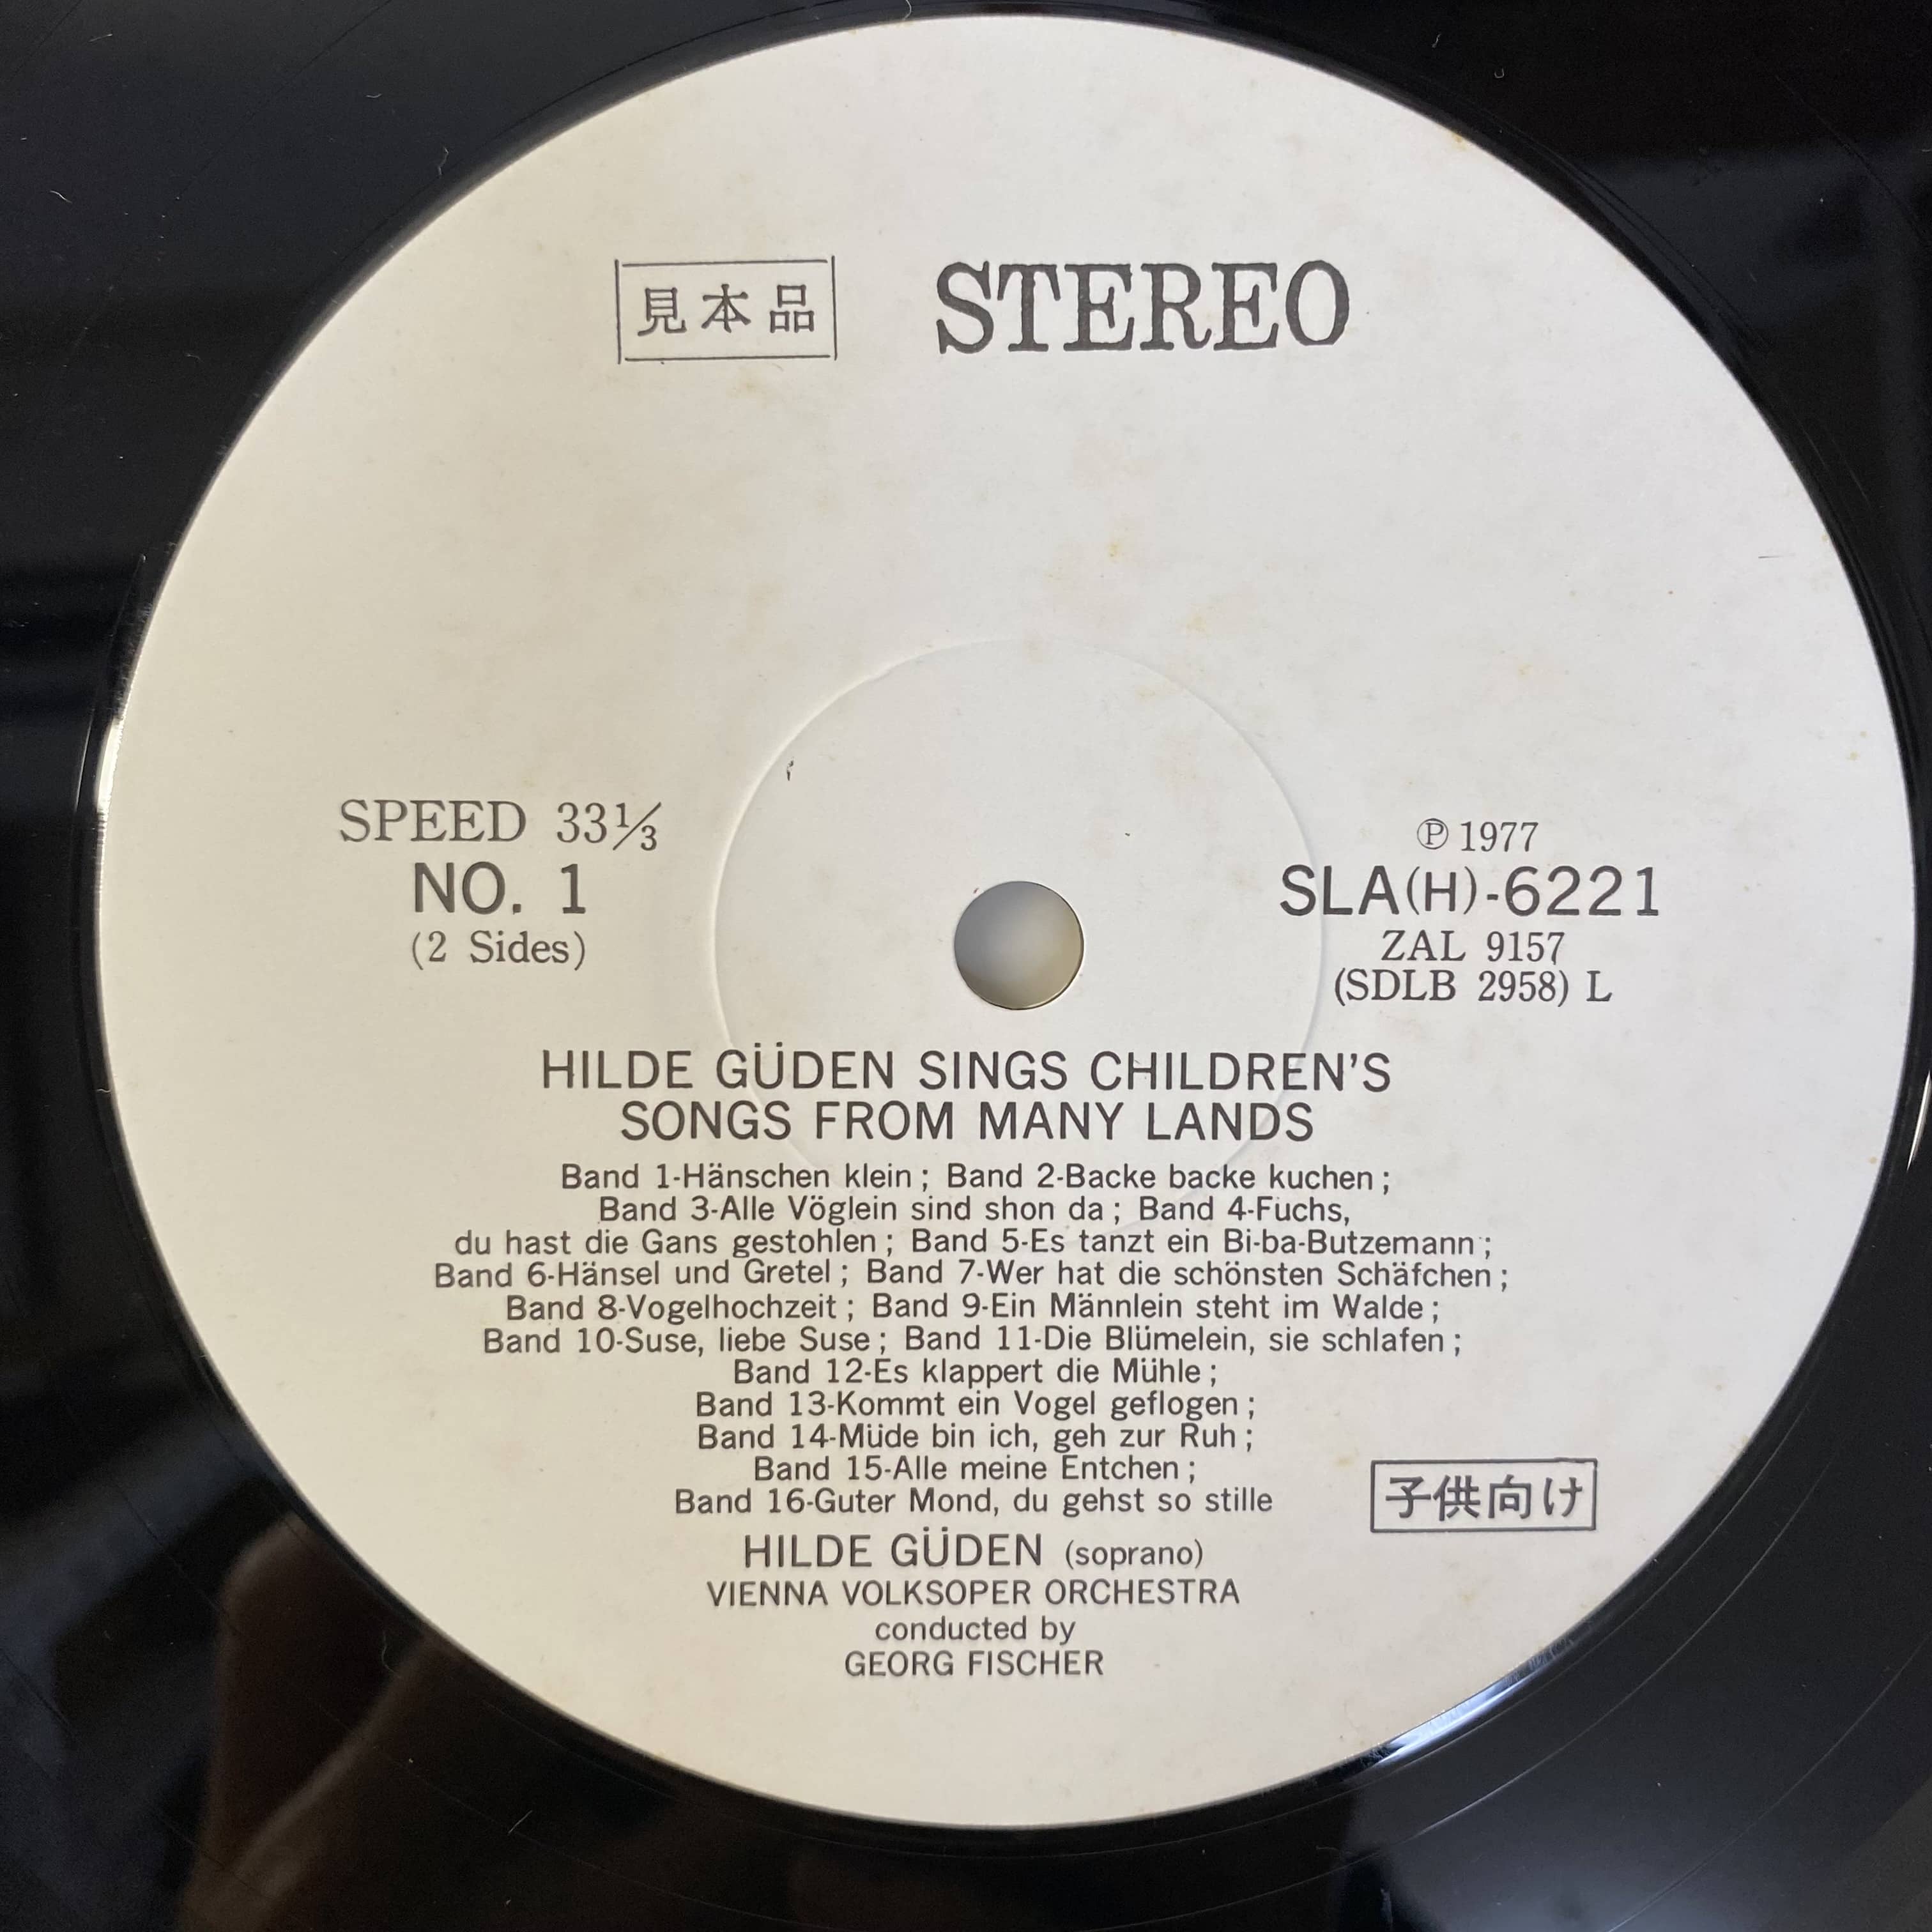 見本品 STEREO
SPEED 33⅓
NO. 1
(2 Sides)
℗ 1977
SLA(H)-6221
ZAL 9157
(SDLB 2958) L
HILDE GÜDEN SINGS CHILDREN'S
SONGS FROM MANY LANDS
Band 1-Hänschen klein ; Band 2-Backe backe kuchen ;
Band 3-Alle Vöglein sind shon da ; Band 4-Fuchs,
du hast die Gans gestohlen ; Band 5-Es tanzt ein Bi-ba-Butzemann ;
Band 6-Hänsel und Gretel ; Band 7-Wer hat die schönsten Schäfchen ;
Band 8-Vogelhochzeit ; Band 9-Ein Männlein steht im Walde ;
Band 10-Suse, liebe Suse ; Band 11-Die Blümelein, sie schlafen ;
Band 12-Es klappert die Mühle ;
Band 13-Kommt ein Vogel geflogen ;
Band 14-Müde bin ich, geh zur Ruh ;
Band 15-Alle meine Entchen ;
Band 16-Guter Mond, du gehst so stille
子供向け
HILDE GÜDEN (soprano)
VIENNA VOLKSOPER ORCHESTRA
conducted by
GEORG FISCHER